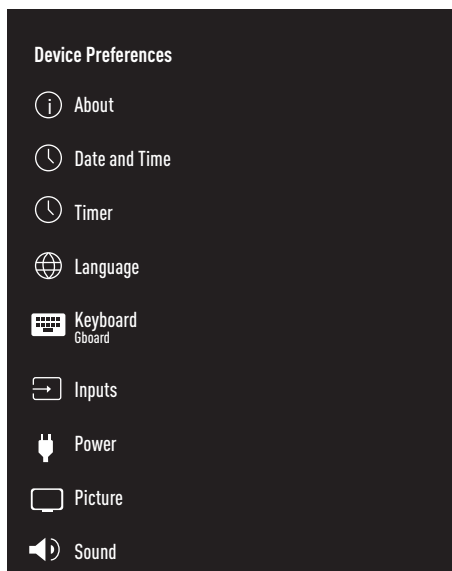 Device Preferences
About
Date and Time
Timer
Language
Keyboard
Gboard
Inputs
Power
Picture
Sound